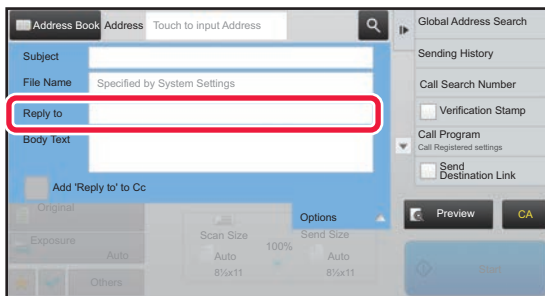 Address Book Address Touch to input Address
Global Address Search
Subject
Sending History
File Name Specified by System Settings
Call Search Number
Reply to
Verification Stamp
Body Text
Call Program
Call Registered settings
Send
Destination Link
Add 'Reply to' to Cc
Original
Options
Preview
CA
Exposure
Auto
Scan Size
100%
Send Size
Auto
Auto
8½x11
8½x11
Others
Start